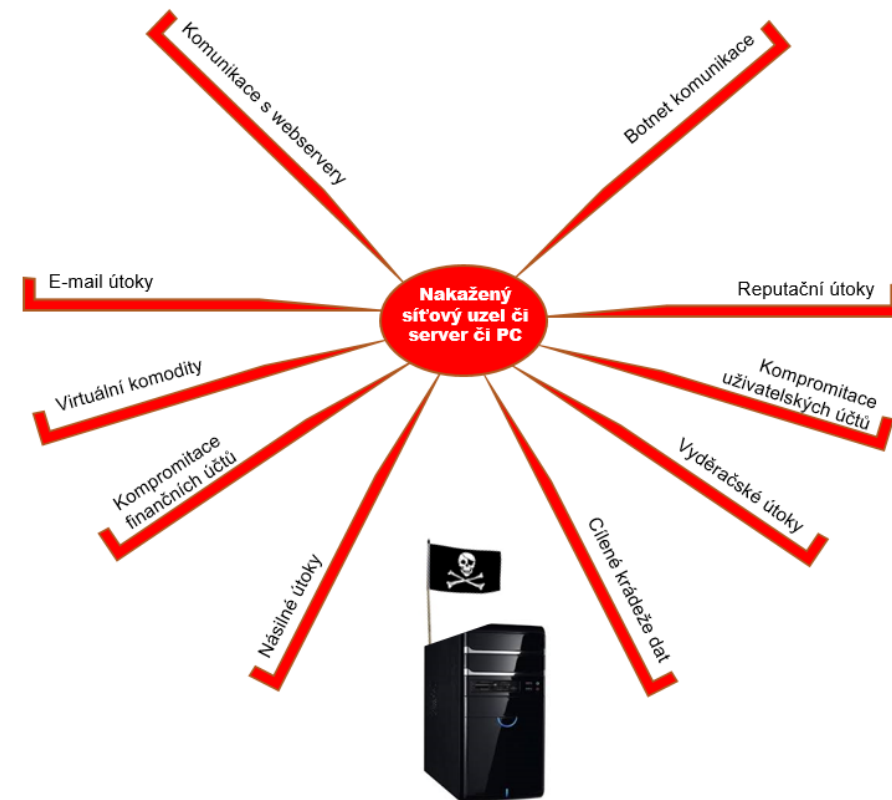 Komunikace s webservery
Botnet komunikace
E-mail útoky
Nakažený
síťový uzel či
server či PC
Reputační útoky
Virtuální komodity
Kompromitace
uživatelských účtů
Kompromitace
finančních účtů
Vyděračské útoky
Násilné útoky
Cílené krádeže dat